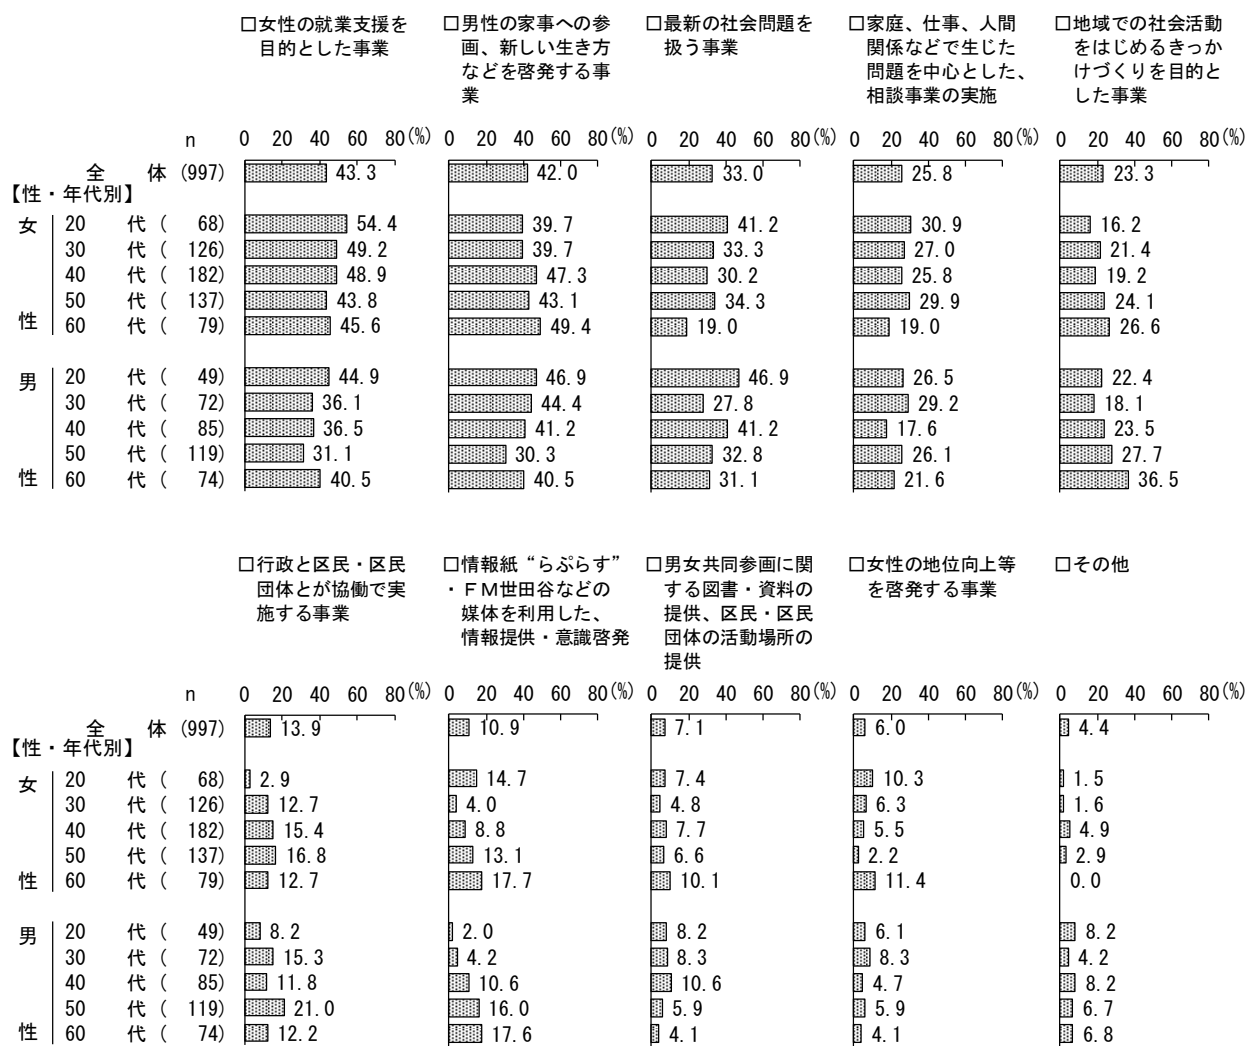 □女性の就業支援を
目的とした事業
□男性の家事への参
画、新しい生き方
などを啓発する事
業
□最新の社会問題を
扱う事業
□家庭、仕事、人間
関係などで生じた
問題を中心とした、
相談事業の実施
□地域での社会活動
をはじめるきっか
けづくりを目的と
した事業
n 0 20 40 60 80(%) 0 20 40 60 80(%) 0 20 40 60 80(%) 0 20 40 60 80(%) 0 20 40 60 80(%)
全 体 (997) 43.3 42.0 33.0 25.8 23.3
【性・年代別】
女 20 代 ( 68) 54.4 39.7 41.2 30.9 16.2
30 代 (126) 49.2 39.7 33.3 27.0 21.4
40 代 (182) 48.9 47.3 30.2 25.8 19.2
50 代 (137) 43.8 43.1 34.3 29.9 24.1
性 60 代 ( 79) 45.6 49.4 19.0 19.0 26.6
男 20 代 ( 49) 44.9 46.9 46.9 26.5 22.4
30 代 ( 72) 36.1 44.4 27.8 29.2 18.1
40 代 ( 85) 36.5 41.2 41.2 17.6 23.5
50 代 (119) 31.1 30.3 32.8 26.1 27.7
性 60 代 ( 74) 40.5 40.5 31.1 21.6 36.5
□行政と区民・区民
団体とが協働で実
施する事業
□情報紙“らぷらす”
・ＦＭ世田谷などの
媒体を利用した、
情報提供・意識啓発
□男女共同参画に関
する図書・資料の
提供、区民・区民
団体の活動場所の
提供
□女性の地位向上等
を啓発する事業
□その他
n 0 20 40 60 80(%) 0 20 40 60 80(%) 0 20 40 60 80(%) 0 20 40 60 80(%) 0 20 40 60 80(%)
全 体 (997) 13.9 10.9 7.1 6.0 4.4
【性・年代別】
女 20 代 ( 68) 2.9 14.7 7.4 10.3 1.5
30 代 (126) 12.7 4.0 4.8 6.3 1.6
40 代 (182) 15.4 8.8 7.7 5.5 4.9
50 代 (137) 16.8 13.1 6.6 2.2 2.9
性 60 代 ( 79) 12.7 17.7 10.1 11.4 0.0
男 20 代 ( 49) 8.2 2.0 8.2 6.1 8.2
30 代 ( 72) 15.3 4.2 8.3 8.3 4.2
40 代 ( 85) 11.8 10.6 10.6 4.7 8.2
50 代 (119) 21.0 16.0 5.9 5.9 6.7
性 60 代 ( 74) 12.2 17.6 4.1 4.1 6.8